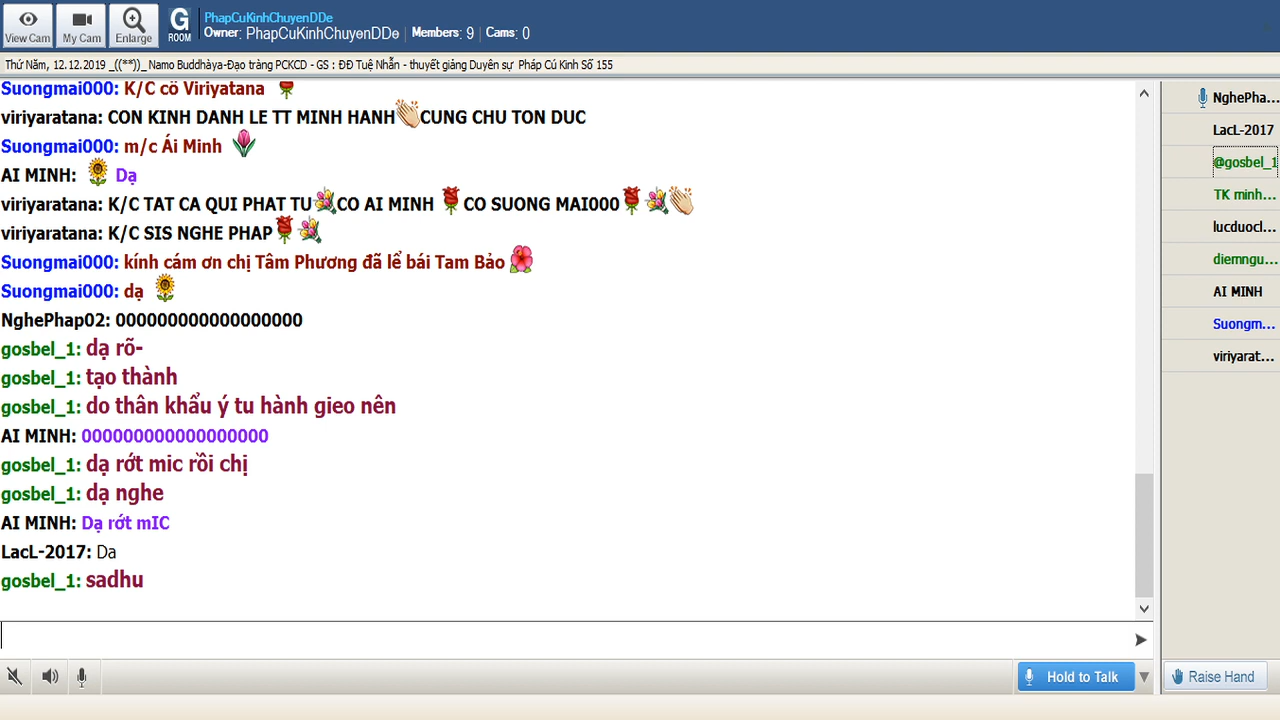 View Cam
My Cam
Enlarge
G
ROOM
PhapCuKinhChuyenDDe
Owner: PhapCuKinhChuyenDDe | Members: 9 | Cams: 0
Thứ Năm, 12.12.2019 _((**))_ Namo Buddhàya-Đạo tràng PCKCD - GS : ĐĐ Tuệ Nhẫn - thuyết giảng Duyên sự Pháp Cú Kinh Số 155
Suongmai000: K/C cô Viriyatana
viriyaratana: CON KINH DANH LE TT MINH HANH CUNG CHU TON DUC
Suongmai000: m/c Ái Minh
AI MINH: Dạ
viriyaratana: K/C TAT CA QUI PHAT TU CO AI MINH CO SUONG MAI000
viriyaratana: K/C SIS NGHE PHAP
Suongmai000: kính cám ơn chị Tâm Phương đã lể bái Tam Bảo
Suongmai000: dạ
NghePhap02: 000000000000000000
gosbel_1: dạ rõ-
gosbel_1: tạo thành
gosbel_1: do thân khẩu ý tu hành gieo nên
AI MINH: 000000000000000000
gosbel_1: dạ rớt mic rồi chị
gosbel_1: dạ nghe
AI MINH: Dạ rớt mIC
LacL-2017: Da
gosbel_1: sadhu
NghePha...
LacL-2017
@gosbel_1
TK minh...
lucduocl...
diemngu...
AI MINH
Suongm...
viriyarat...
Hold to Talk
Raise Hand